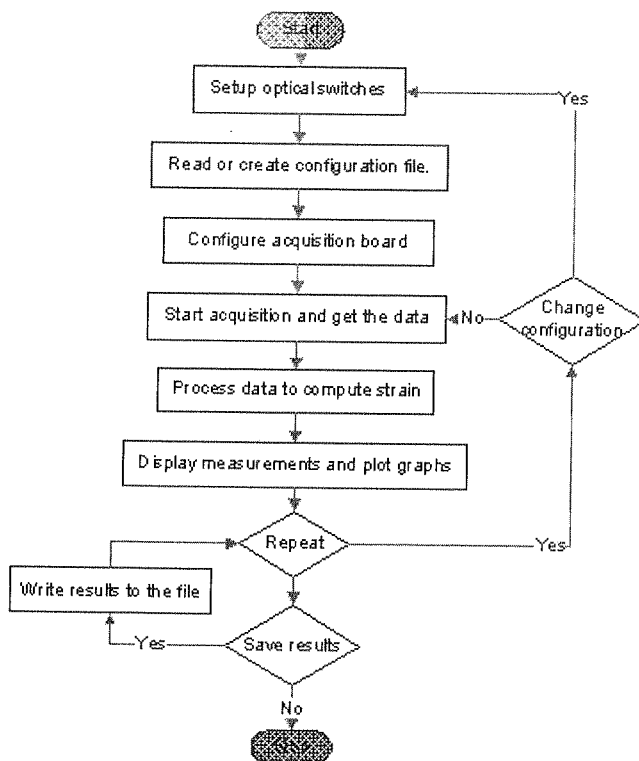 Start
Setup optical switches
Yes
Read or create configuration file.
Configure acquisition board
Start acquisition and get the data
No
Change
configuration
Process data to compute strain
Display measurements and plot graphs
Repeat
Yes
Write results to the file
Yes
Save results
No